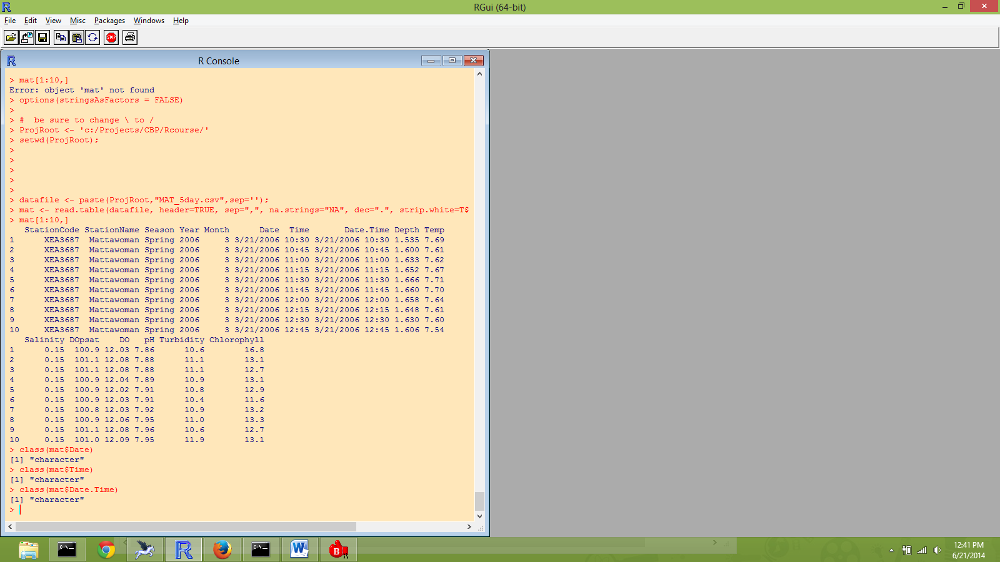 RGui (64-bit)
File Edit View Misc Packages Windows Help
STOP
R Console
> mat[1:10,]
Error: object 'mat' not found
> options(stringsAsFactors = FALSE)
>
> #  be sure to change \ to /
> ProjRoot <- 'c:/Projects/CBP/Rcourse/'
> setwd(ProjRoot);
>
>
>
>
>
> datafile <- paste(ProjRoot,"MAT_5day.csv",sep='');
> mat <- read.table(datafile, header=TRUE, sep=",", na.strings="NA", dec=".", strip.white=T$
> mat[1:10,]
   StationCode StationName Season Year Month      Date  Time       Date.Time Depth Temp
1      XEA3687  Mattawoman Spring 2006     3 3/21/2006 10:30 3/21/2006 10:30 1.535 7.69
2      XEA3687  Mattawoman Spring 2006     3 3/21/2006 10:45 3/21/2006 10:45 1.600 7.61
3      XEA3687  Mattawoman Spring 2006     3 3/21/2006 11:00 3/21/2006 11:00 1.633 7.62
4      XEA3687  Mattawoman Spring 2006     3 3/21/2006 11:15 3/21/2006 11:15 1.652 7.67
5      XEA3687  Mattawoman Spring 2006     3 3/21/2006 11:30 3/21/2006 11:30 1.666 7.71
6      XEA3687  Mattawoman Spring 2006     3 3/21/2006 11:45 3/21/2006 11:45 1.660 7.70
7      XEA3687  Mattawoman Spring 2006     3 3/21/2006 12:00 3/21/2006 12:00 1.658 7.64
8      XEA3687  Mattawoman Spring 2006     3 3/21/2006 12:15 3/21/2006 12:15 1.648 7.61
9      XEA3687  Mattawoman Spring 2006     3 3/21/2006 12:30 3/21/2006 12:30 1.630 7.60
10     XEA3687  Mattawoman Spring 2006     3 3/21/2006 12:45 3/21/2006 12:45 1.606 7.54
   Salinity DOpsat    DO   pH Turbidity Chlorophyll
1      0.15  100.9 12.03 7.86      10.6        16.8
2      0.15  101.1 12.08 7.88      11.1        13.1
3      0.15  101.1 12.08 7.88      11.1        12.7
4      0.15  100.9 12.04 7.89      10.9        13.1
5      0.15  100.9 12.02 7.91      10.8        12.9
6      0.15  100.9 12.03 7.91      10.4        11.6
7      0.15  100.8 12.03 7.92      10.9        13.2
8      0.15  100.9 12.06 7.95      11.0        13.3
9      0.15  101.1 12.08 7.96      10.6        12.7
10     0.15  101.0 12.09 7.95      11.9        13.1
> class(mat$Date)
[1] "character"
> class(mat$Time)
[1] "character"
> class(mat$Date.Time)
[1] "character"
>
12:41 PM
6/21/2014